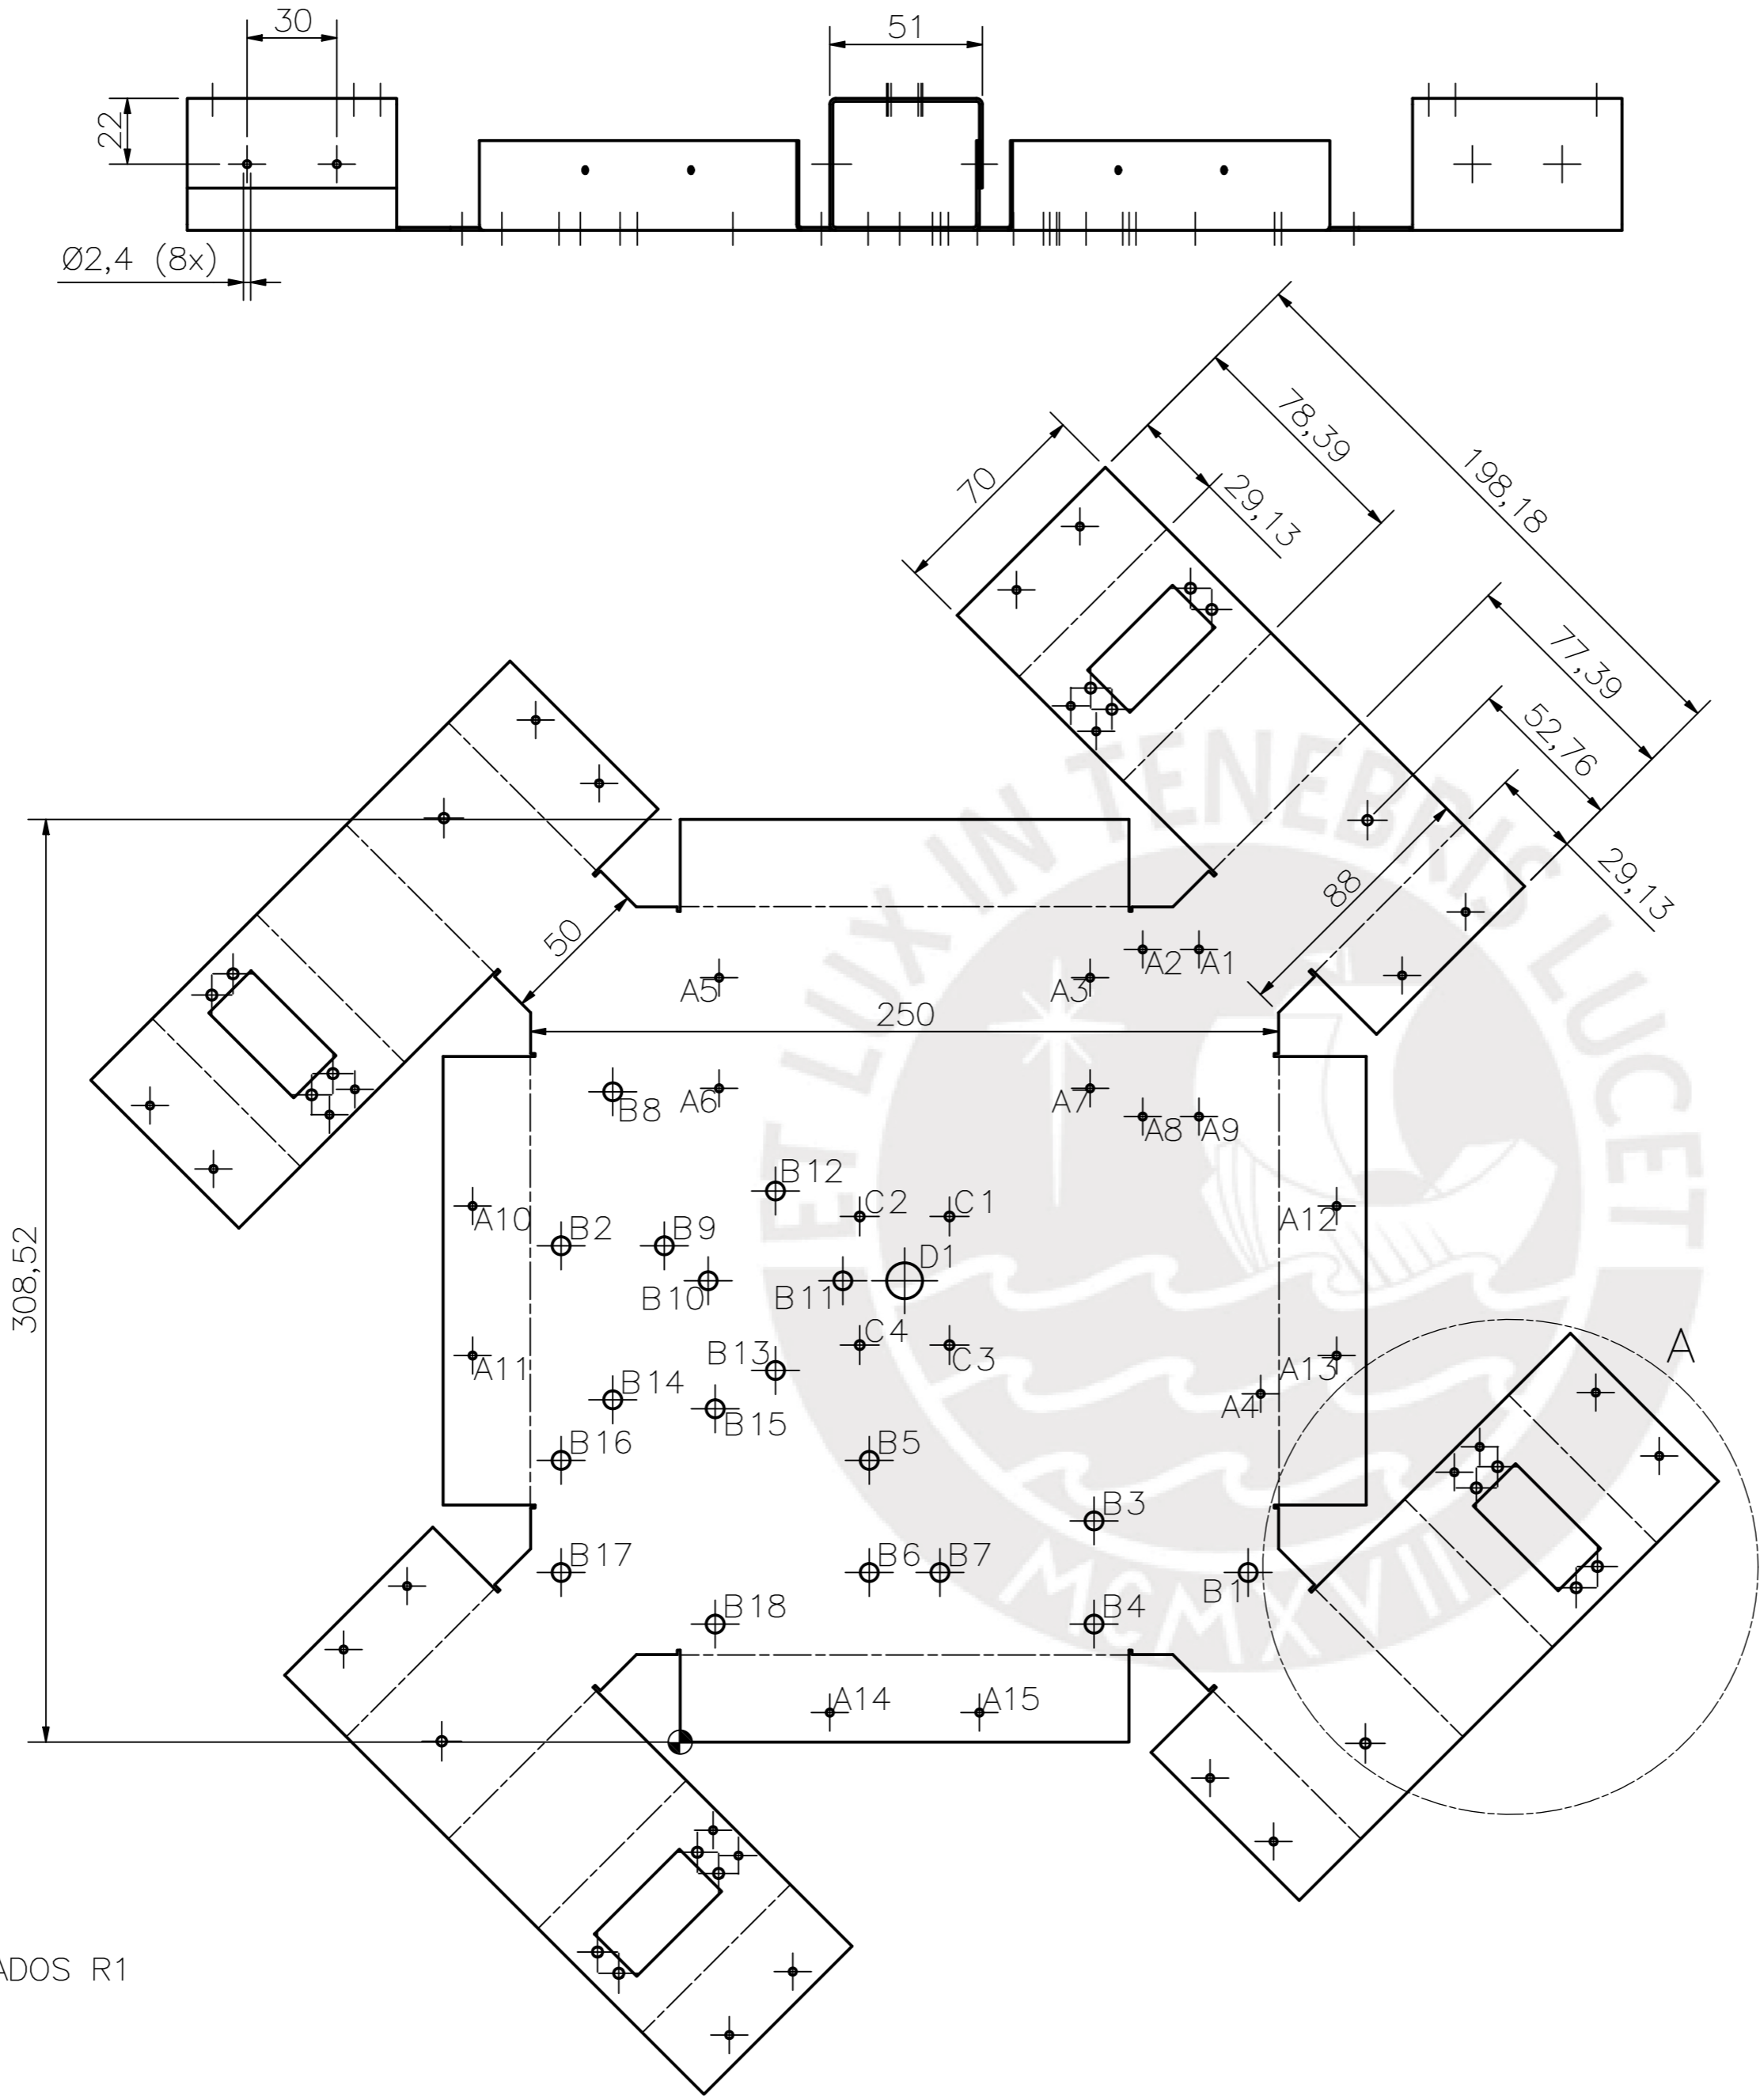 30
51
22
Ø2,4 (8x)
198,18
78,39
29,13
70
77,39
52,76
29,13
88
50
250
308,52
A2
A1
A5
A3
B8
A6
A7
A8
A9
B12
C2
C1
A10
B2
B9
A12
D1
B10
B11
C4
C3
A11
B13
A13
A
B14
A4
B15
B16
B5
B3
B17
B6
B7
B1
B18
B4
A14
A15
ADOS R1
ET LUX IN TENEBRIS LUCET
MCMXVII